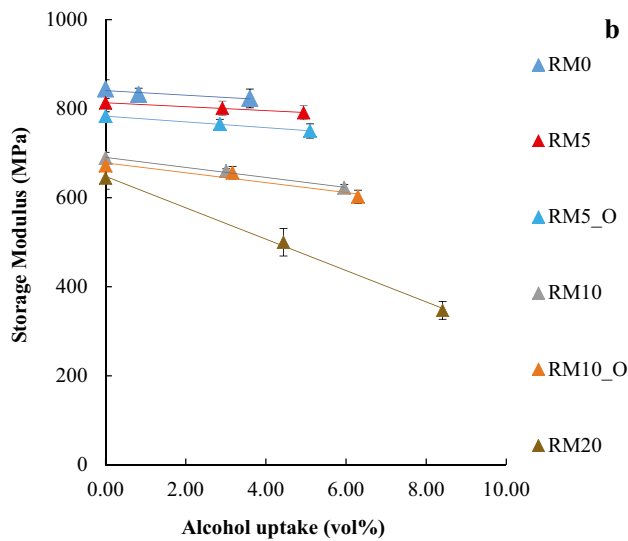 b
1000
800
600
400
200
0
0.00 2.00 4.00 6.00 8.00 10.00
Storage Modulus (MPa)
Alcohol uptake (vol%)
RM0
RM5
RM5_O
RM10
RM10_O
RM20